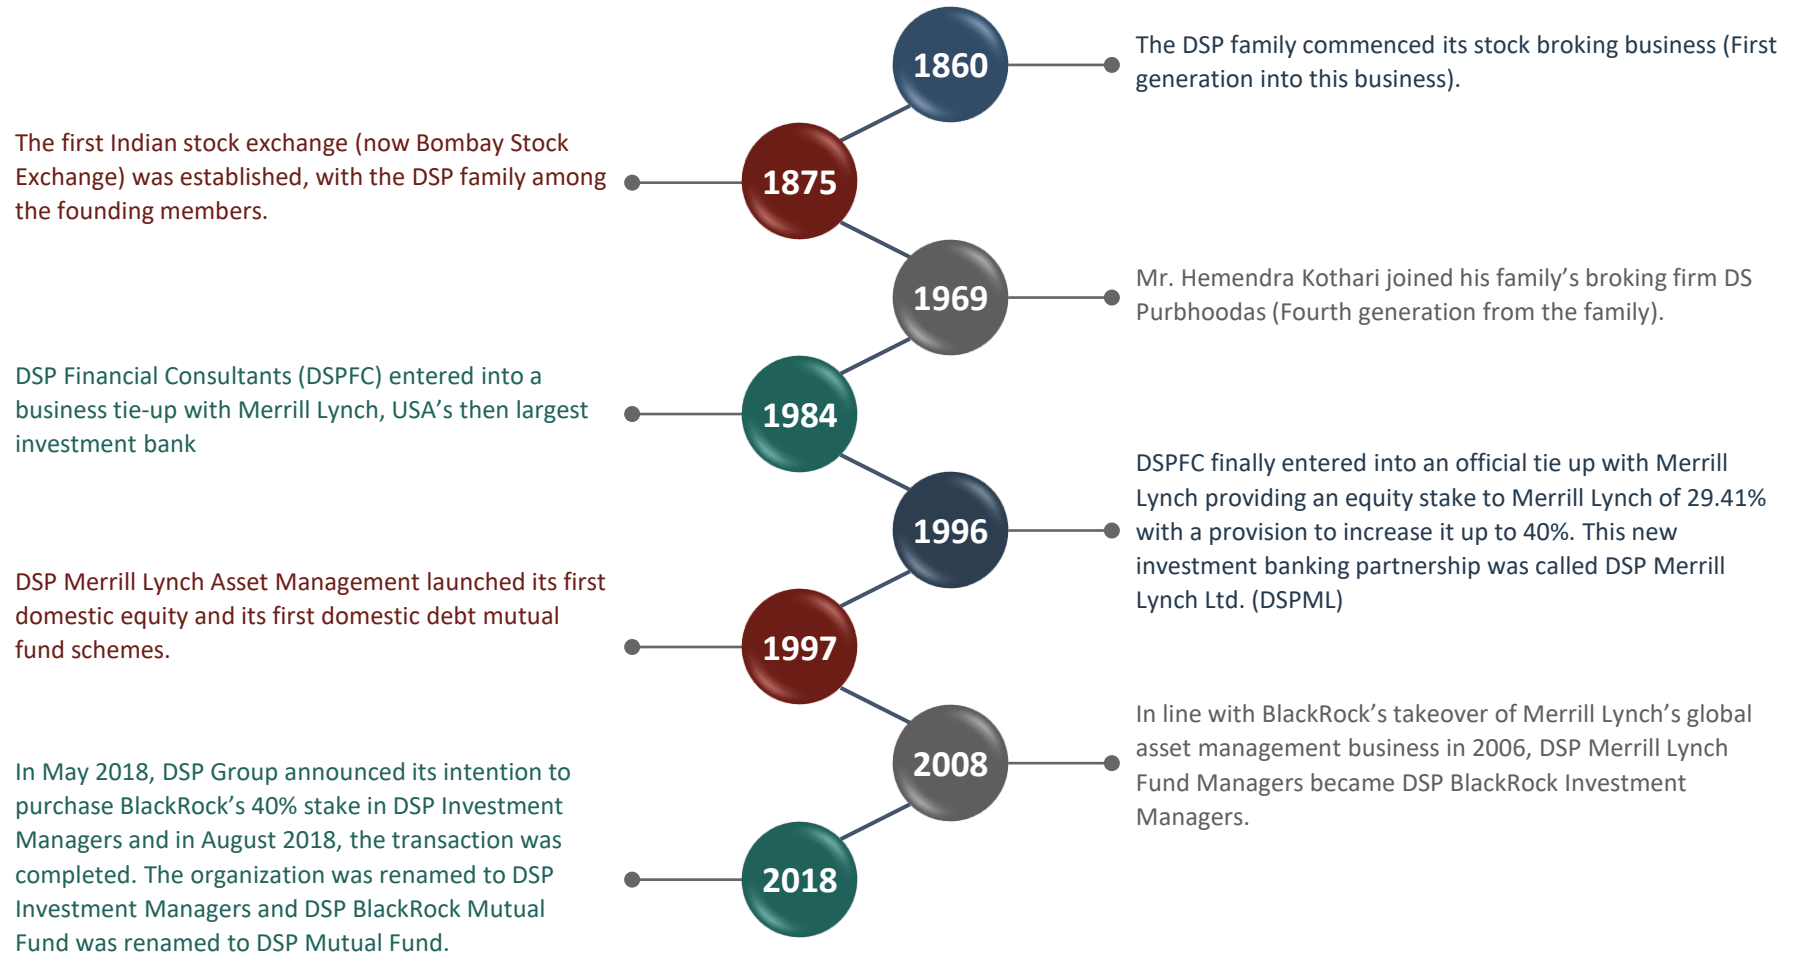 1860
The DSP family commenced its stock broking business (First
generation into this business).
The first Indian stock exchange (now Bombay Stock
Exchange) was established, with the DSP family among
the founding members.
1875
1969
Mr. Hemendra Kothari joined his family’s broking firm DS
Purbhoodas (Fourth generation from the family).
DSP Financial Consultants (DSPFC) entered into a
business tie-up with Merrill Lynch, USA’s then largest
investment bank
1984
1996
DSPFC finally entered into an official tie up with Merrill
Lynch providing an equity stake to Merrill Lynch of 29.41%
with a provision to increase it up to 40%. This new
investment banking partnership was called DSP Merrill
Lynch Ltd. (DSPML)
DSP Merrill Lynch Asset Management launched its first
domestic equity and its first domestic debt mutual
fund schemes.
1997
2008
In line with BlackRock’s takeover of Merrill Lynch’s global
asset management business in 2006, DSP Merrill Lynch
Fund Managers became DSP BlackRock Investment
Managers.
In May 2018, DSP Group announced its intention to
purchase BlackRock’s 40% stake in DSP Investment
Managers and in August 2018, the transaction was
completed. The organization was renamed to DSP
Investment Managers and DSP BlackRock Mutual
Fund was renamed to DSP Mutual Fund.
2018